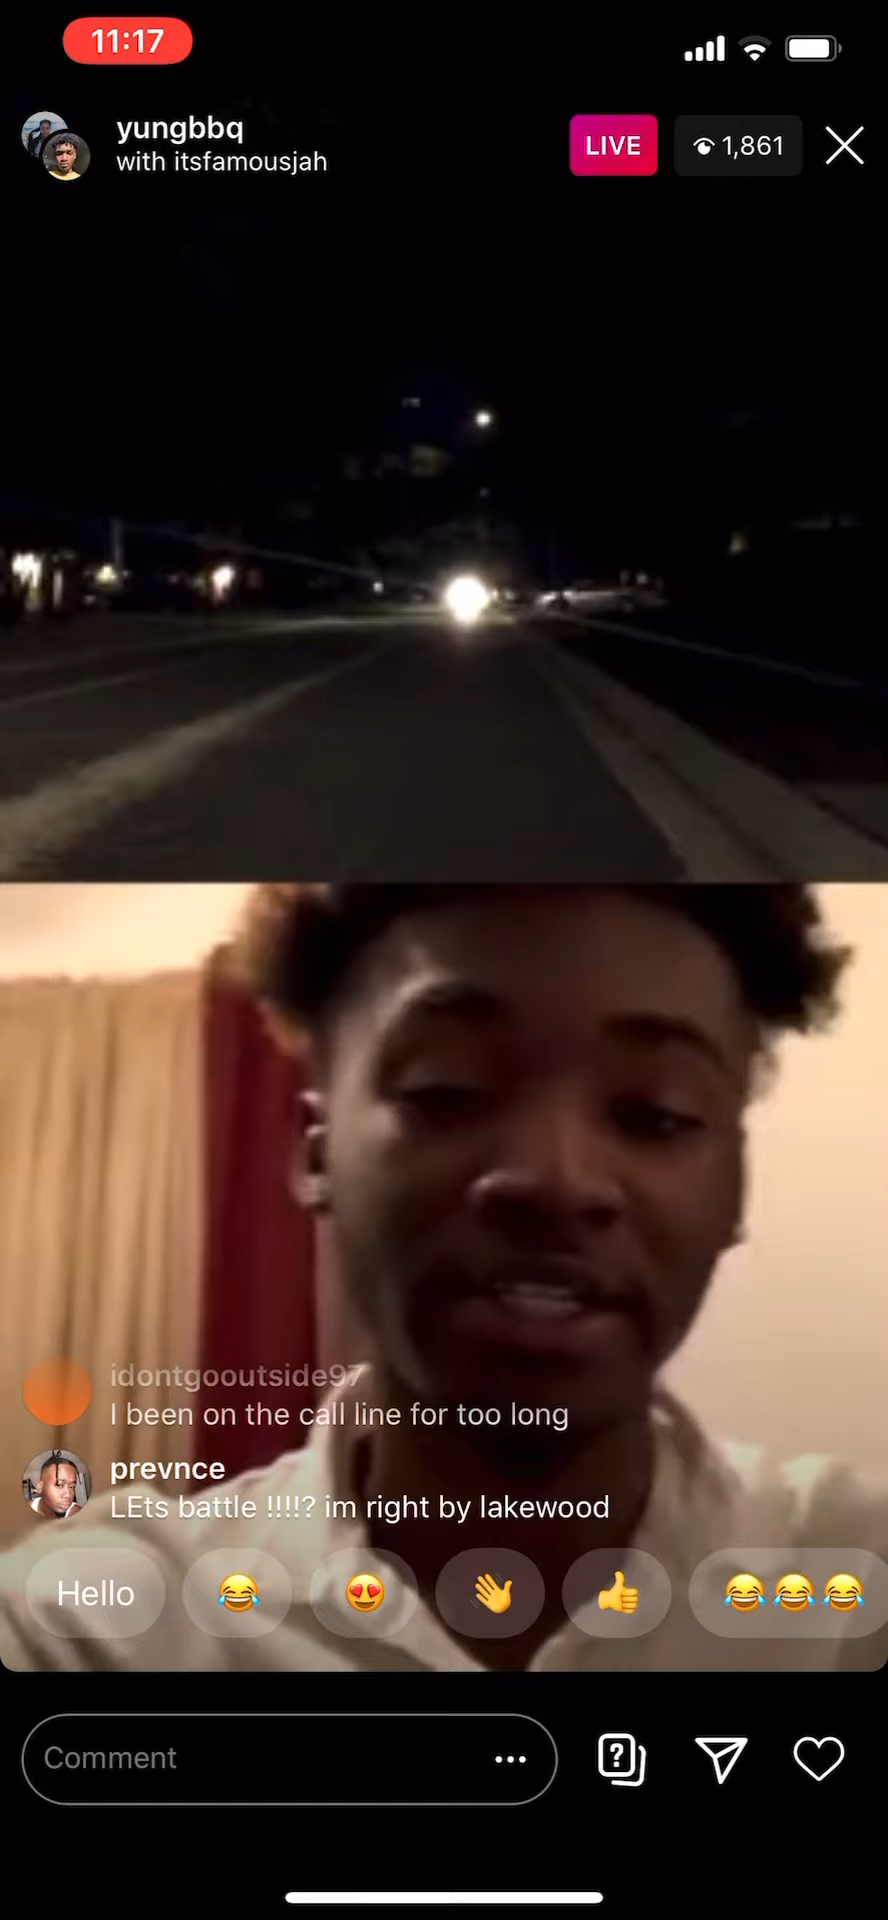 11:17
yungbbq
with itsfamousjah
LIVE
1,861
idontgooutside97
I been on the call line for too long
prevnce
LEts battle !!!!? im right by lakewood
Hello
Comment